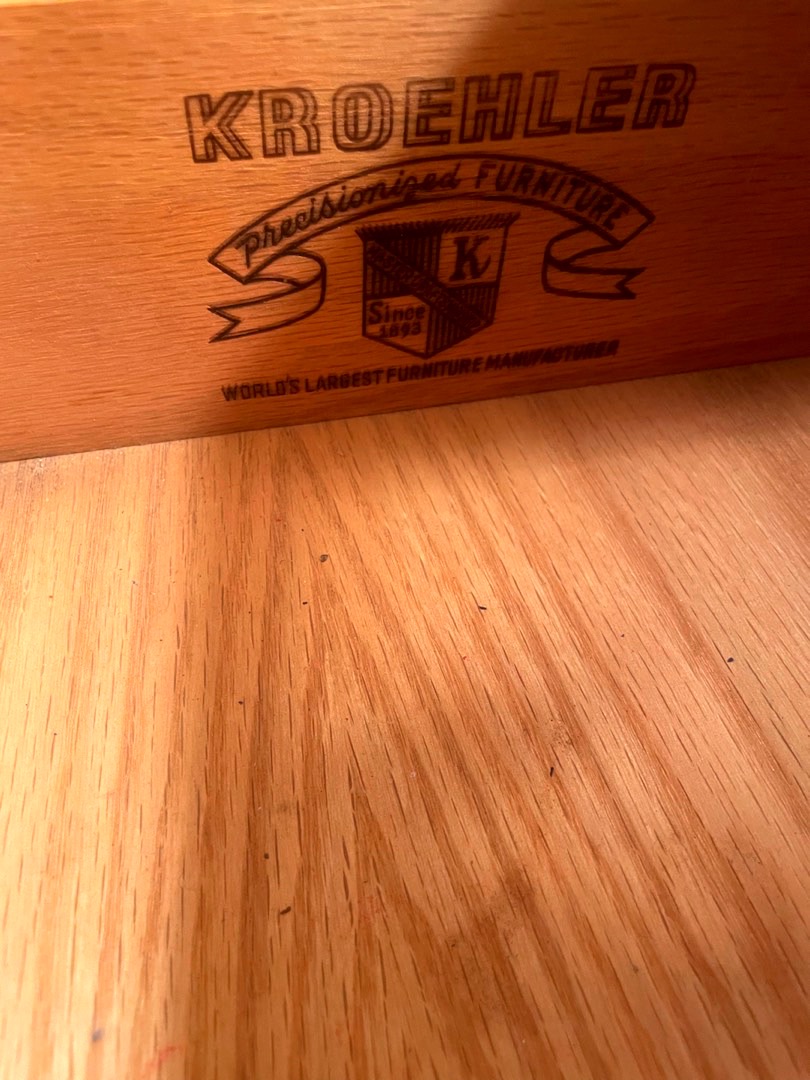 KROEHLER
Precisionized FURNITURE
K
Since
1893
WORLD'S LARGEST FURNITURE MANUFACTURER